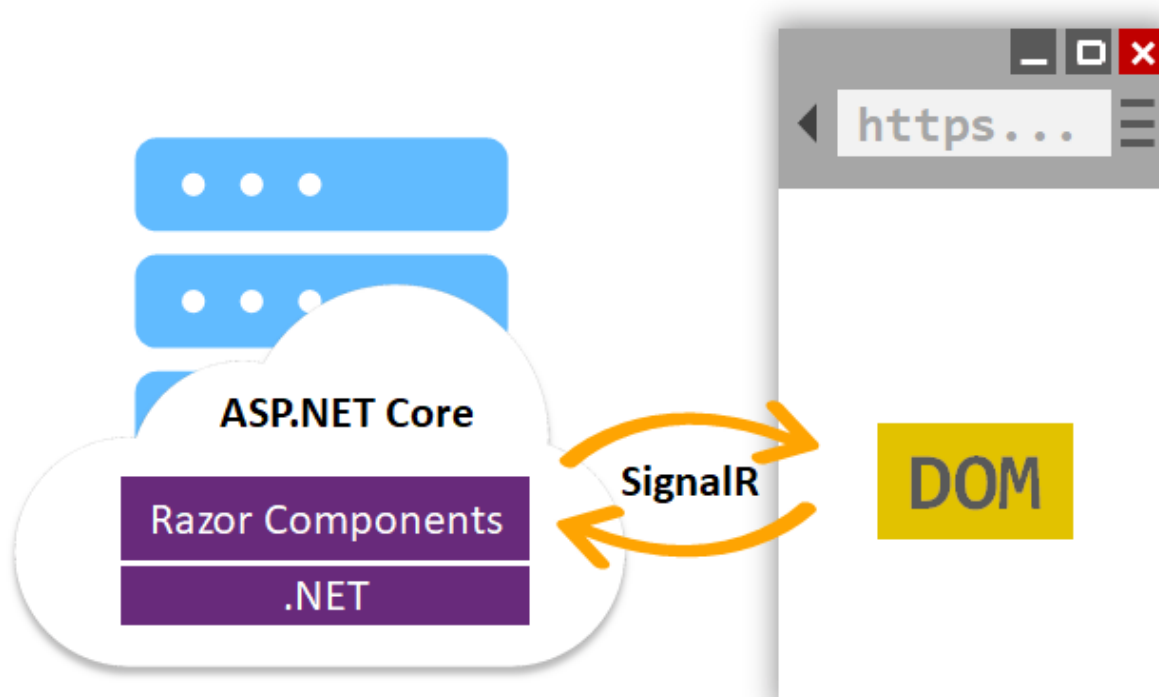 https...
ASP.NET Core
SignalR
DOM
Razor Components
.NET